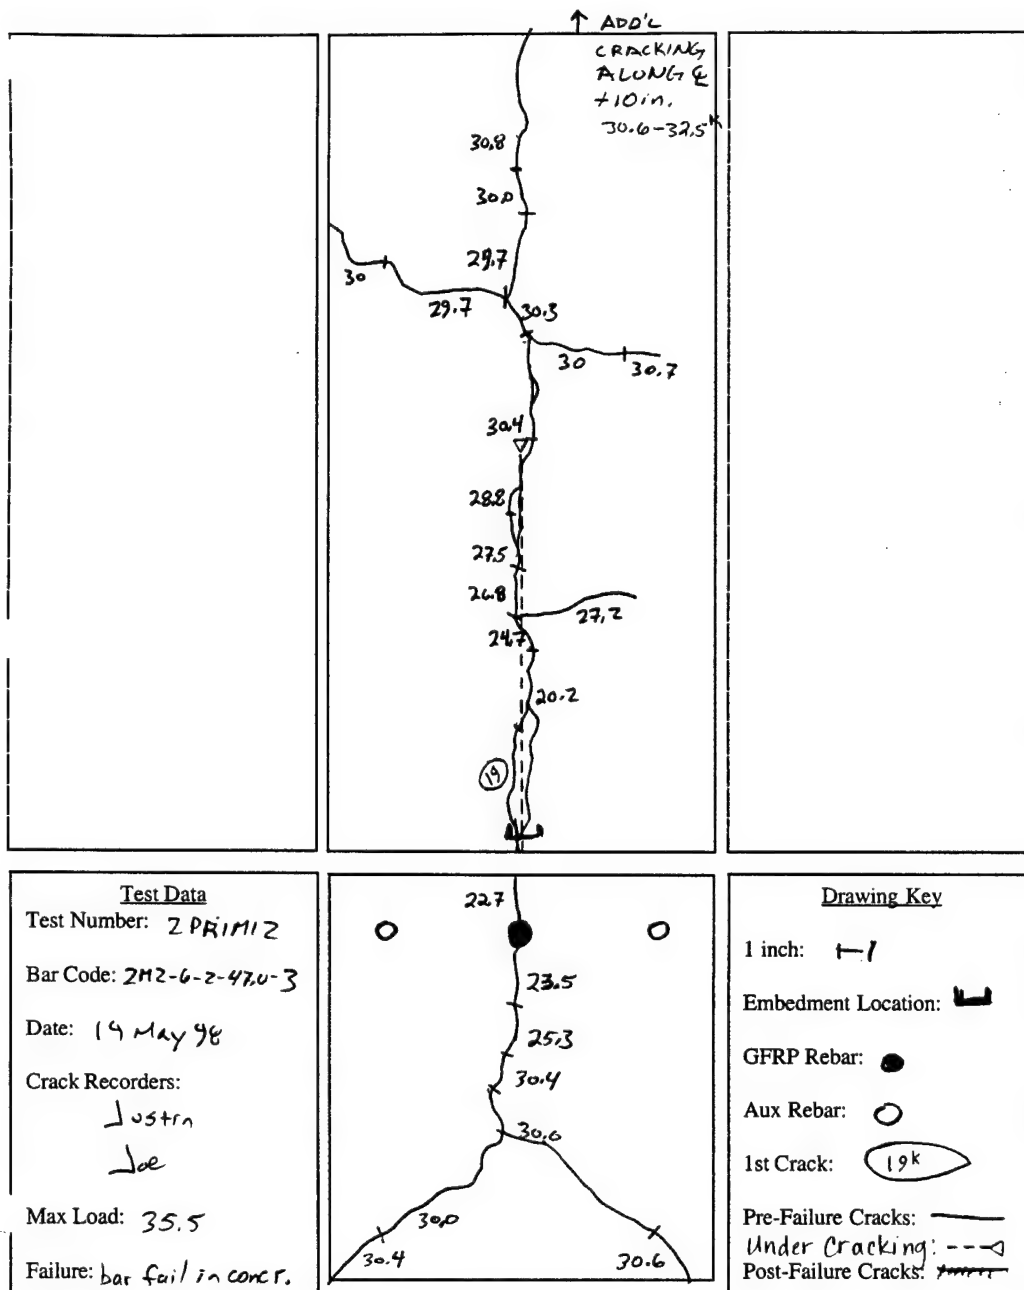 ↑ ADD'L
CRACKING
ALONG ℄
+10 in.
30.6-32.5ᴷ
30.8
30.0
29.7
30
29.7
30.3
30
30.7
30.4
28.8
27.5
26.8
27.2
24.7
20.2
19
Test Data
Test Number: 2 PRIM12
Bar Code: 2M2-6-2-47.0-3
Date: 19 May 98
Crack Recorders:
Justin
Joe
Max Load: 35.5
Failure: bar fail in concr.
22.7
23.5
25.3
30.4
30.6
30.0
30.4
30.6
Drawing Key
1 inch:
Embedment Location:
GFRP Rebar:
Aux Rebar:
1st Crack: 19ᴷ
Pre-Failure Cracks:
Under Cracking:
Post-Failure Cracks: